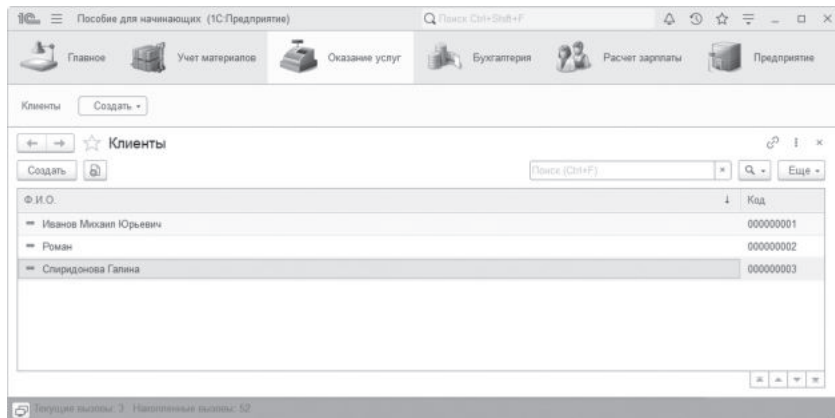 1С Пособие для начинающих (1С:Предприятие) Поиск Ctrl+Shift+F
Главное Учет материалов Оказание услуг Бухгалтерия Расчет зарплаты Предприятие
Клиенты Создать
Клиенты
Создать Поиск (Ctrl+F) × Еще
Ф.И.О. ↓ Код
Иванов Михаил Юрьевич 000000001
Роман 000000002
Спиридонова Галина 000000003
Текущие вызовы: 3 Накопленные вызовы: 52